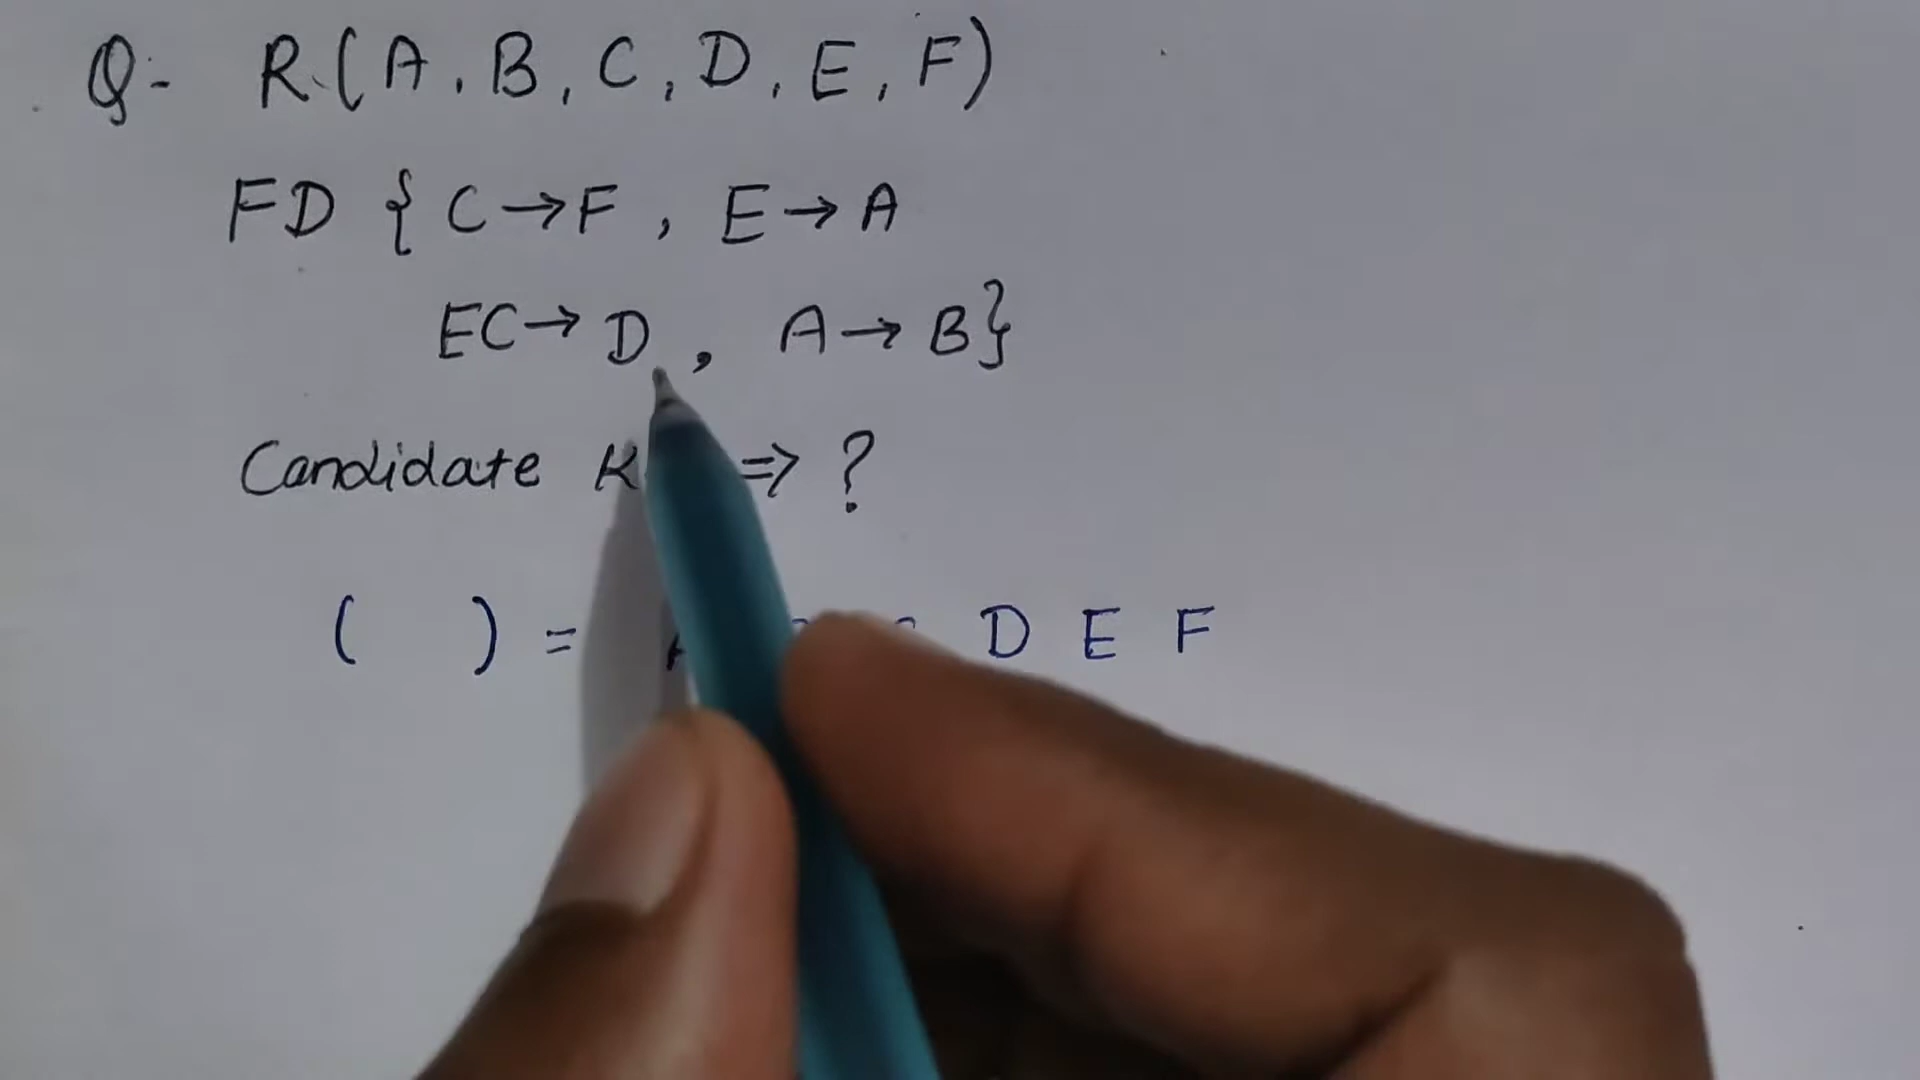 Q- R(A, B, C, D, E, F)
FD { C→F, E→A
EC→D, A→B}
Candidate ⇒ ?
( ) = D E F